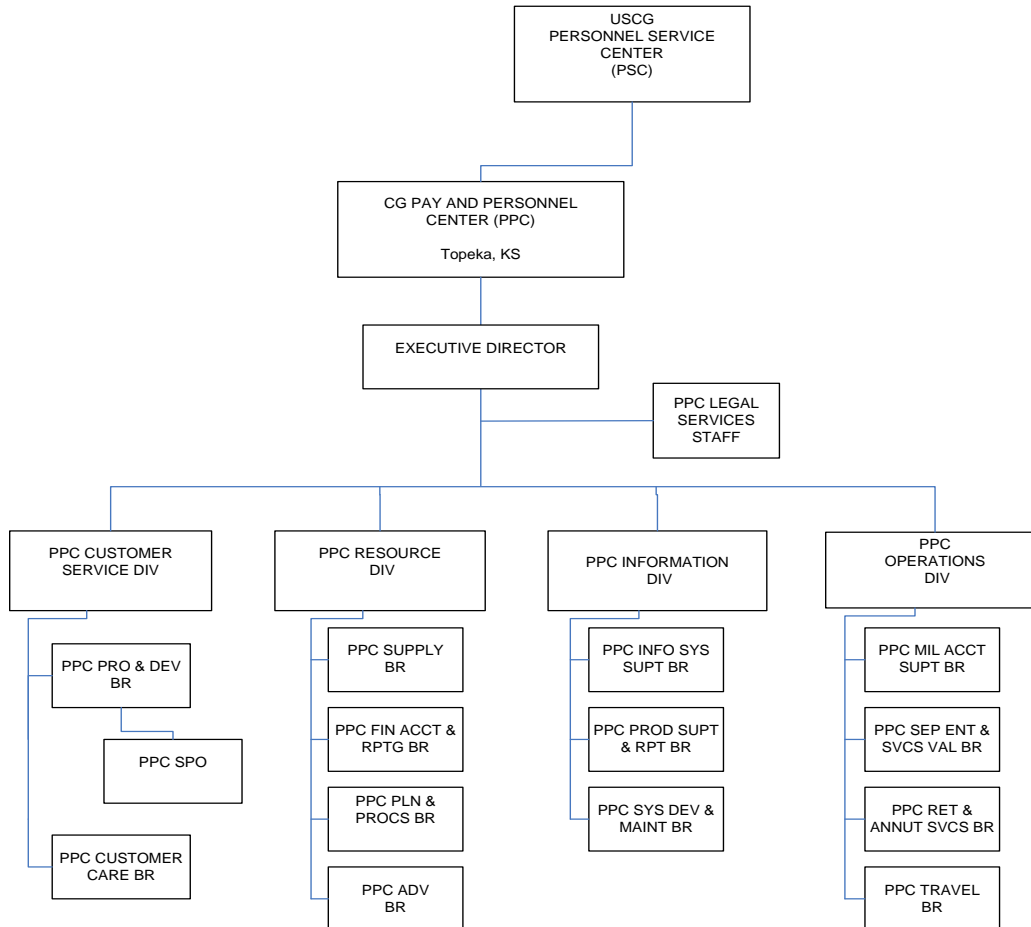 USCG
PERSONNEL SERVICE
CENTER
(PSC)
CG PAY AND PERSONNEL
CENTER (PPC)
Topeka, KS
EXECUTIVE DIRECTOR
PPC LEGAL
SERVICES
STAFF
PPC CUSTOMER
SERVICE DIV
PPC PRO & DEV
BR
PPC SPO
PPC CUSTOMER
CARE BR
PPC RESOURCE
DIV
PPC SUPPLY
BR
PPC FIN ACCT &
RPTG BR
PPC PLN &
PROCS BR
PPC ADV
BR
PPC INFORMATION
DIV
PPC INFO SYS
SUPT BR
PPC PROD SUPT
& RPT BR
PPC SYS DEV &
MAINT BR
PPC
OPERATIONS
DIV
PPC MIL ACCT
SUPT BR
PPC SEP ENT &
SVCS VAL BR
PPC RET &
ANNUT SVCS BR
PPC TRAVEL
BR